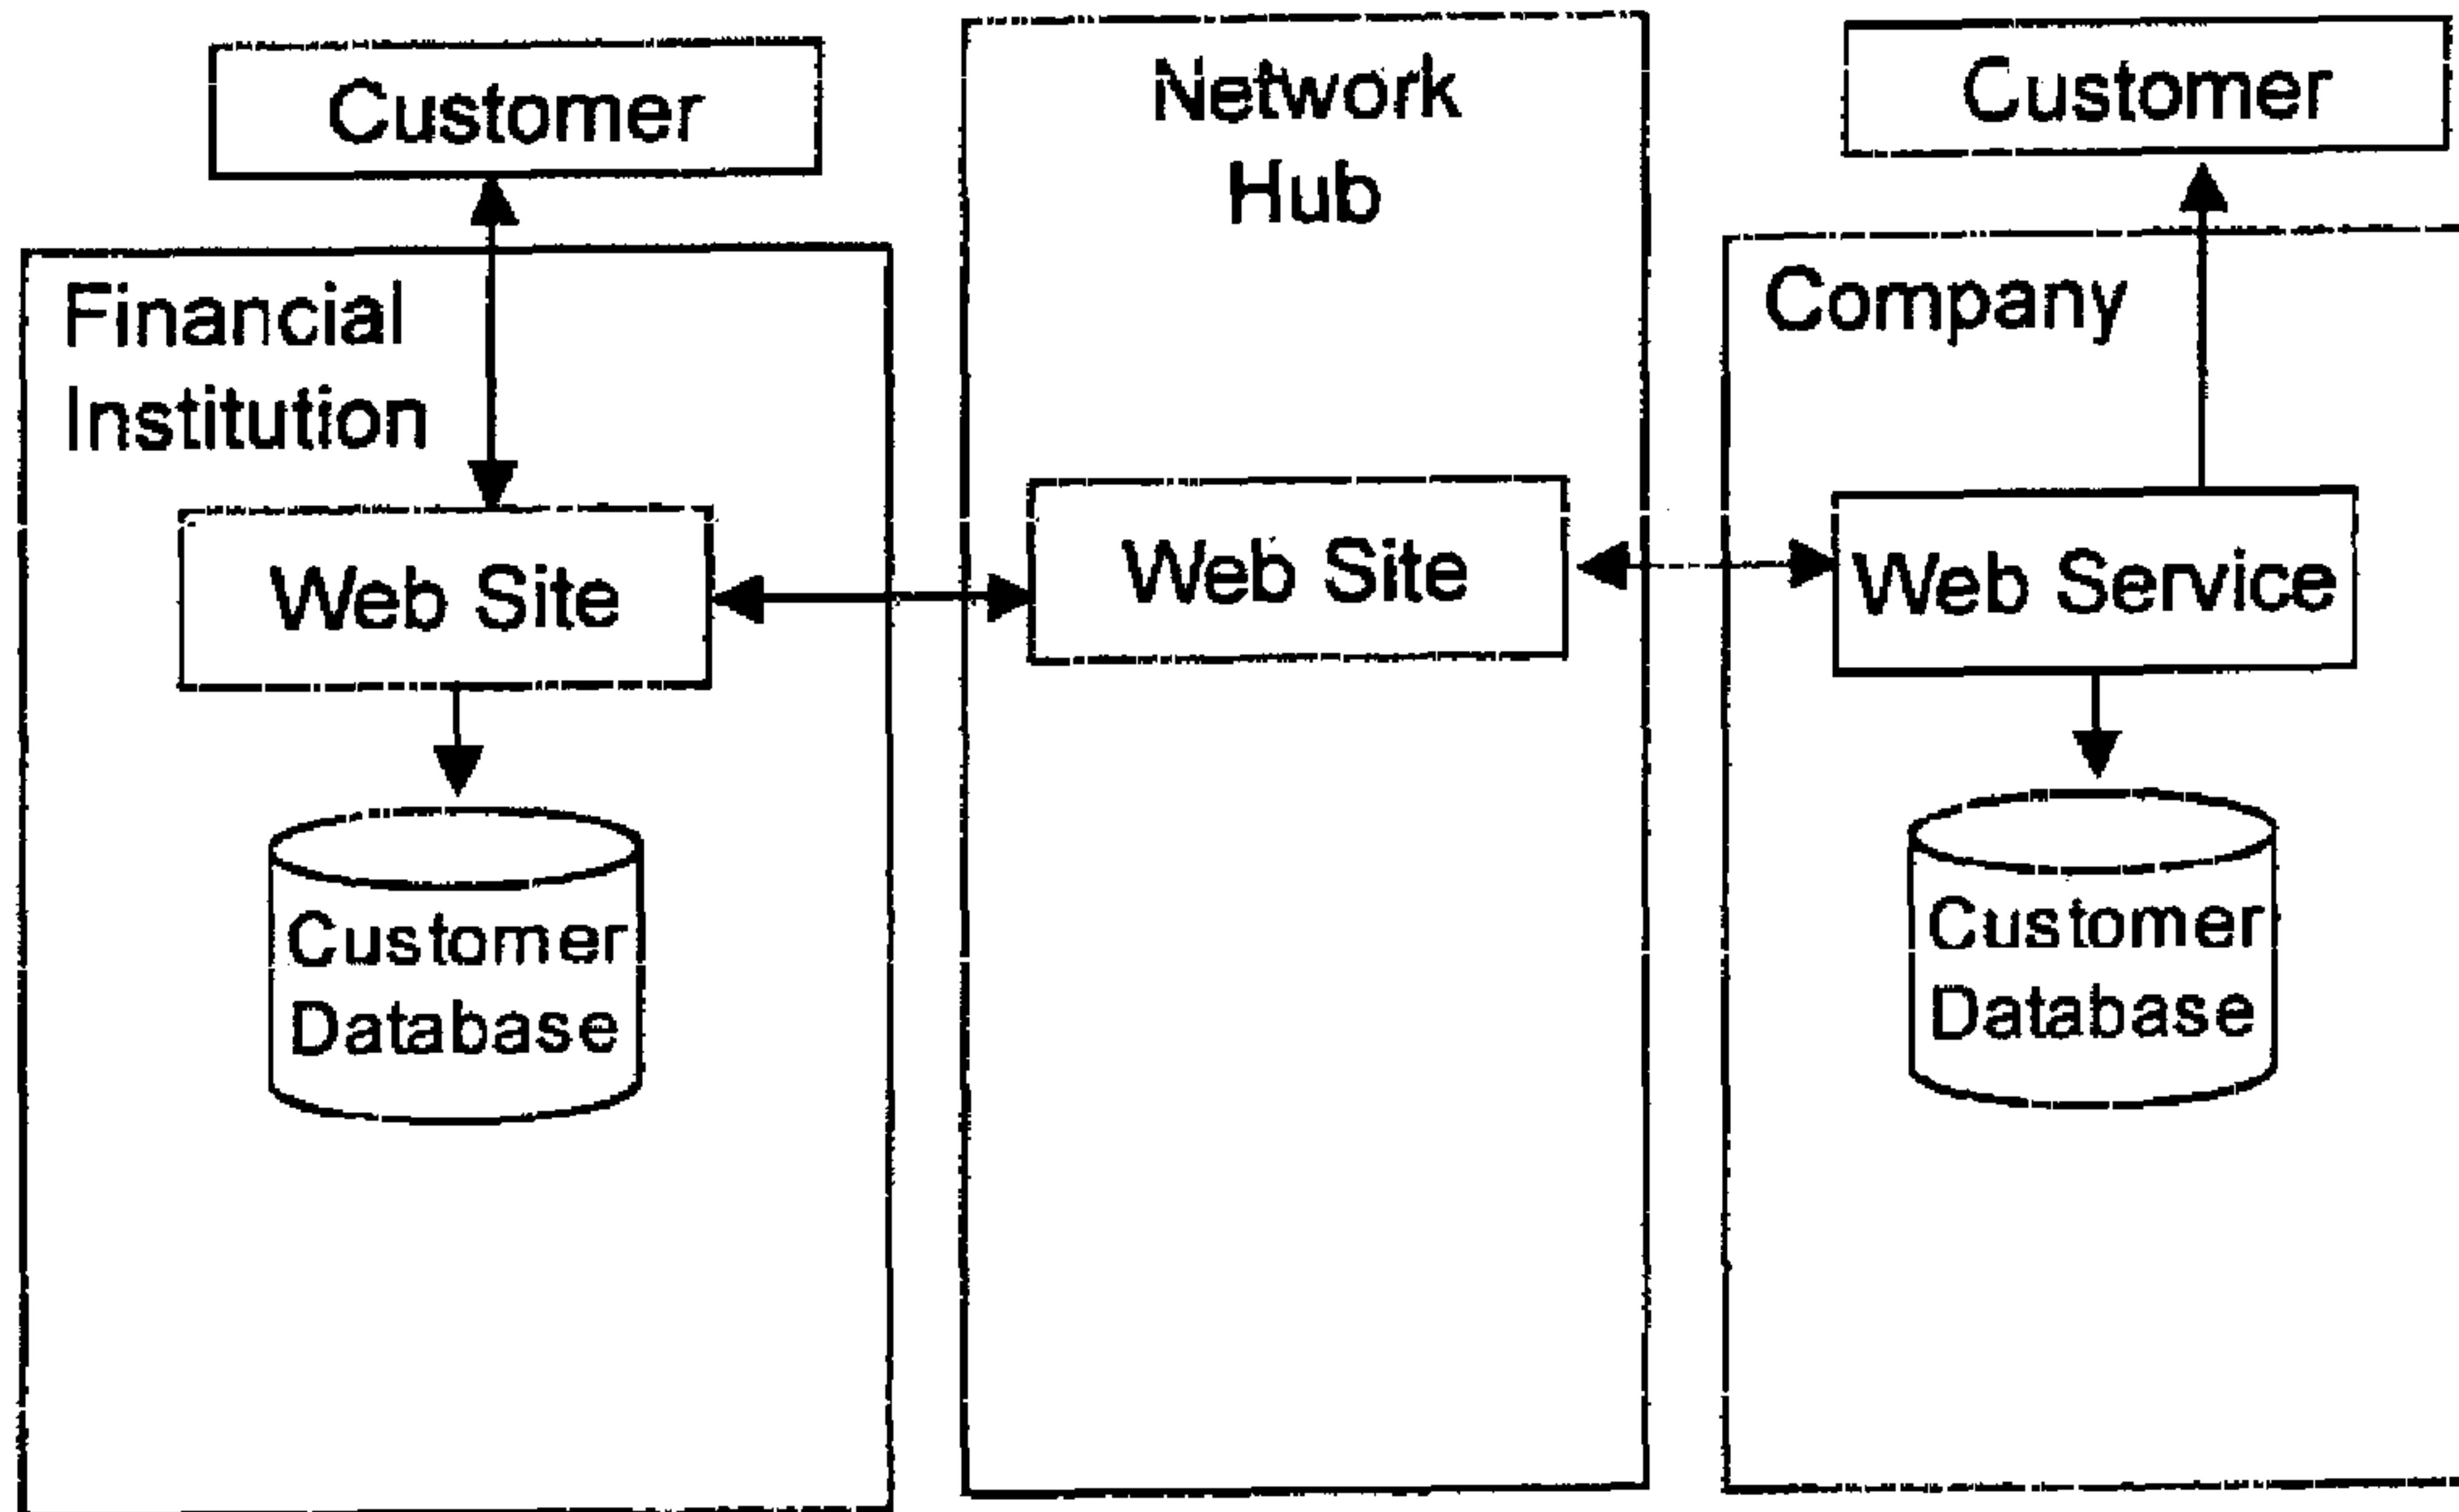 Customer
Financial
Institution
Web Site
Customer
Database
Network
Hub
Web Site
Customer
Company
Web Service
Customer
Database